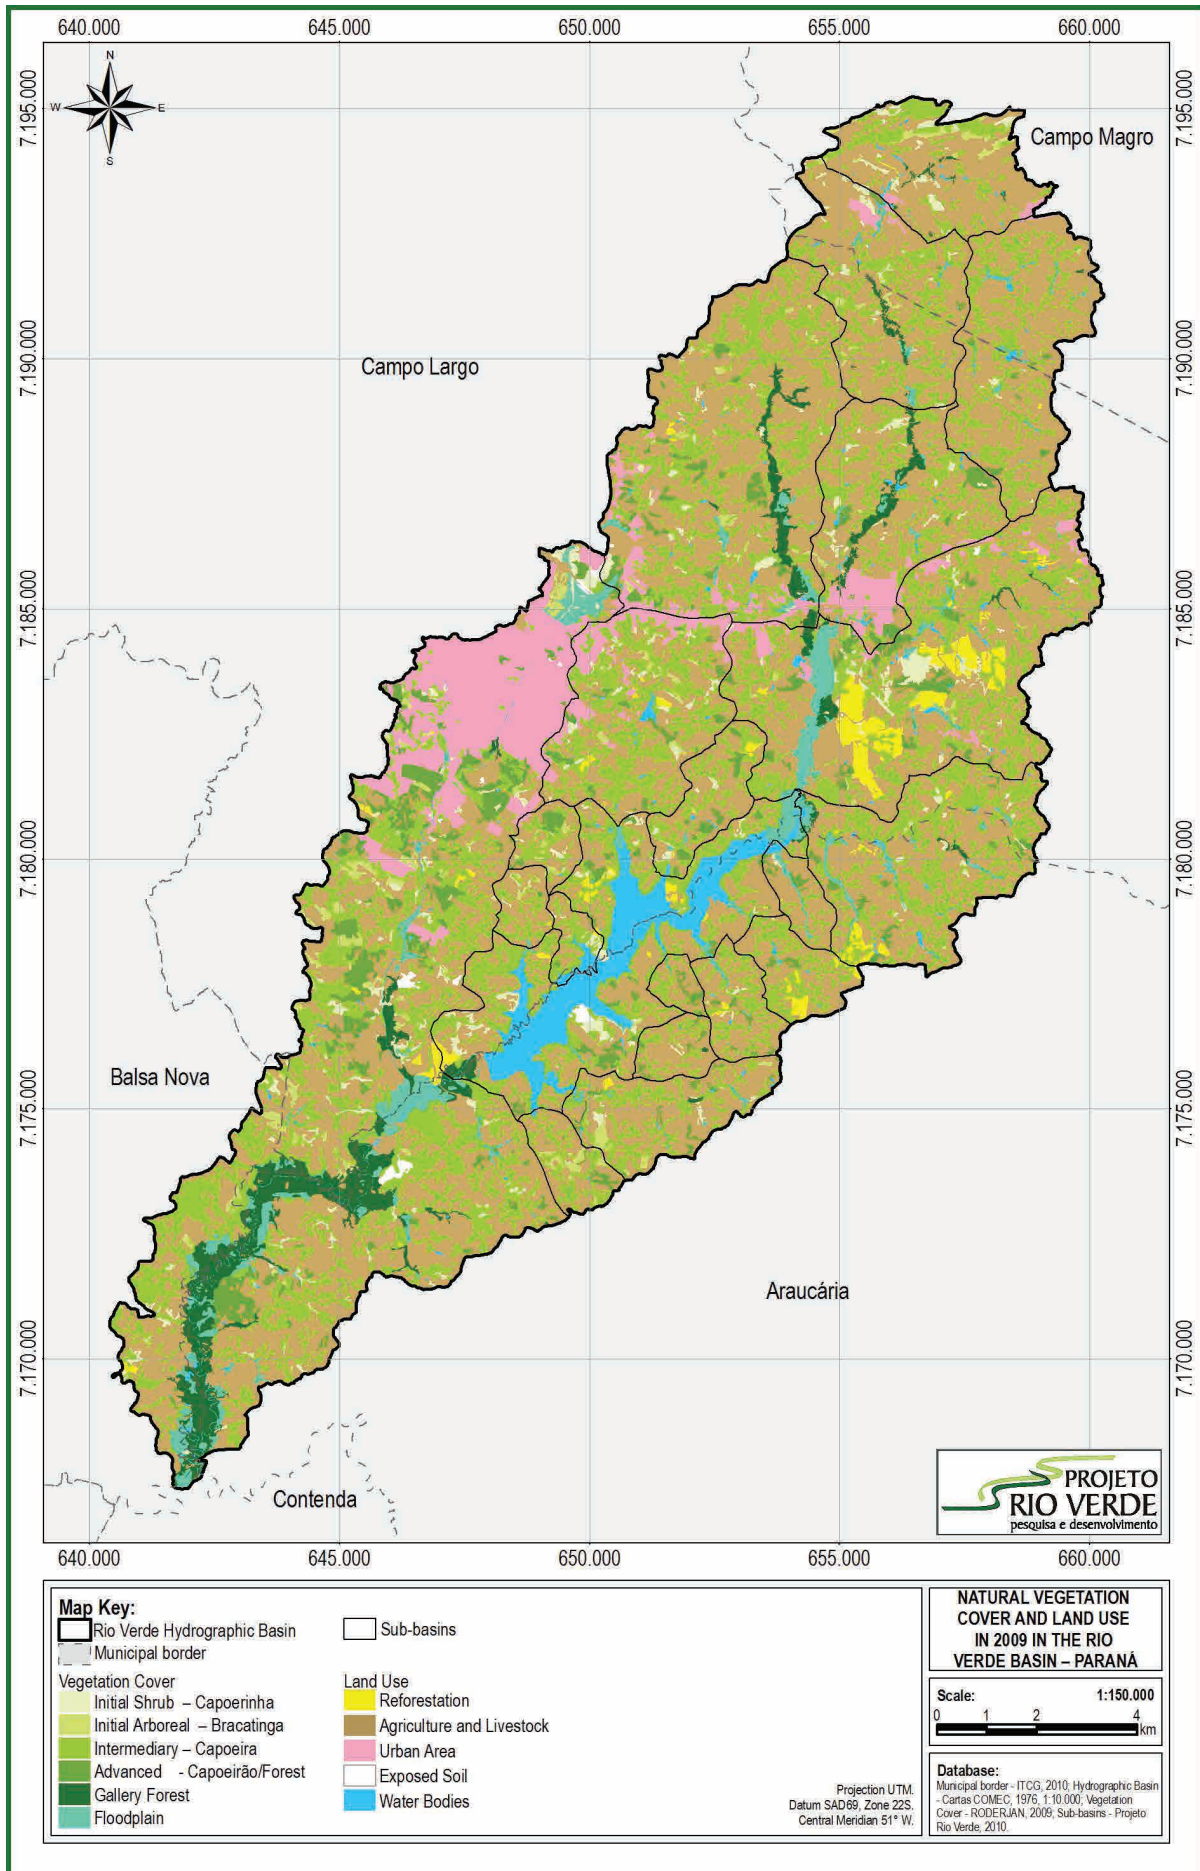 640.000 645.000 650.000 655.000 660.000
N
W E
S
7.195.000 7.195.000
Campo Magro
7.190.000 7.190.000
Campo Largo
7.185.000 7.185.000
7.180.000 7.180.000
Balsa Nova
7.175.000 7.175.000
Araucária
7.170.000 7.170.000
Contenda
PROJETO
RIO VERDE
pesquisa e desenvolvimento
640.000 645.000 650.000 655.000 660.000
Map Key:
Rio Verde Hydrographic Basin
Municipal border
Sub-basins
Vegetation Cover
Initial Shrub – Capoerinha
Initial Arboreal – Bracatinga
Intermediary – Capoeira
Advanced - Capoeirão/Forest
Gallery Forest
Floodplain
Land Use
Reforestation
Agriculture and Livestock
Urban Area
Exposed Soil
Water Bodies
Projection UTM.
Datum SAD69, Zone 22S.
Central Meridian 51° W.
NATURAL VEGETATION
COVER AND LAND USE
IN 2009 IN THE RIO
VERDE BASIN – PARANÁ
Scale: 1:150.000
0 1 2 4
km
Database:
Municipal border - ITCG, 2010; Hydrographic Basin
- Cartas COMEC, 1976, 1:10.000; Vegetation
Cover - RODERJAN, 2009; Sub-basins - Projeto
Rio Verde, 2010.